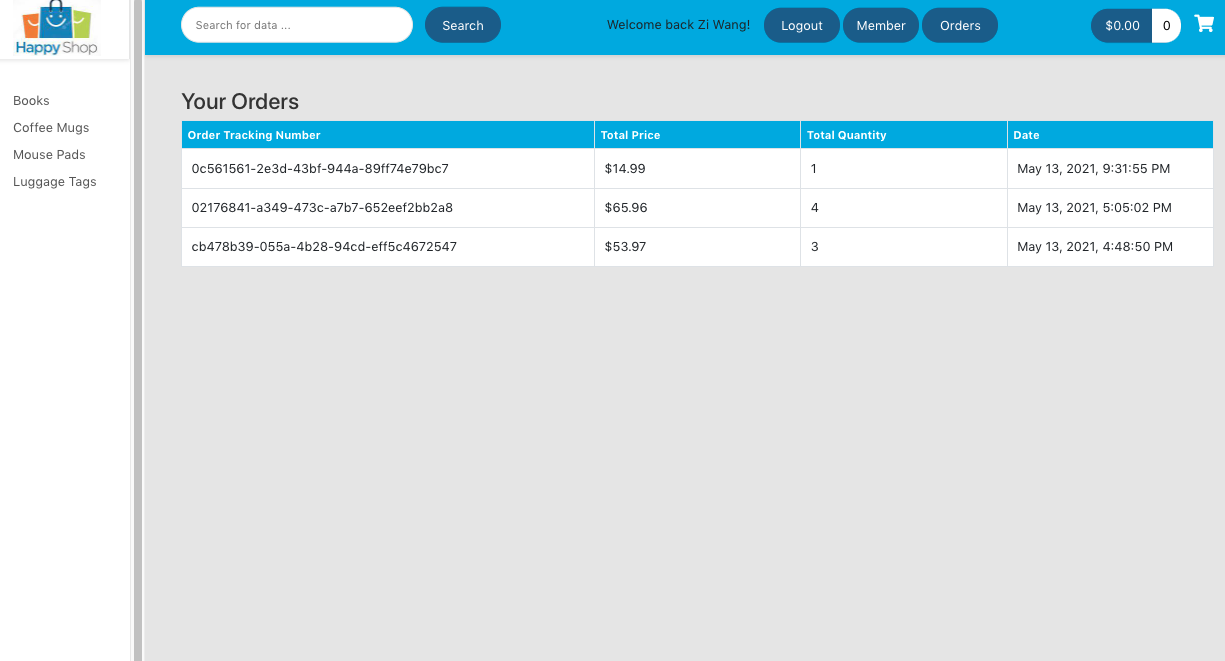 HappyShop
Search for data ...
Search
Welcome back Zi Wang!
Logout
Member
Orders
$0.00
0
Books
Coffee Mugs
Mouse Pads
Luggage Tags
Your Orders
Order Tracking Number Total Price Total Quantity Date
0c561561-2e3d-43bf-944a-89ff74e79bc7 $14.99 1 May 13, 2021, 9:31:55 PM
02176841-a349-473c-a7b7-652eef2bb2a8 $65.96 4 May 13, 2021, 5:05:02 PM
cb478b39-055a-4b28-94cd-eff5c4672547 $53.97 3 May 13, 2021, 4:48:50 PM